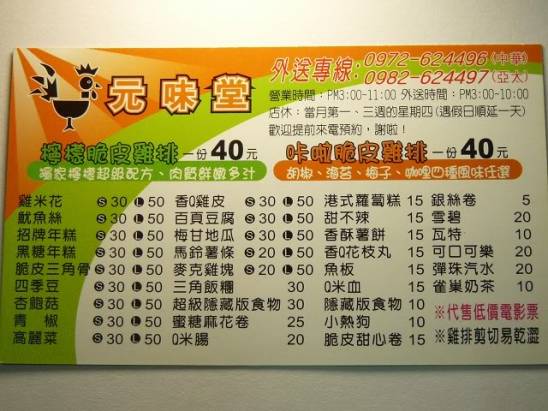 元味堂
外送專線:0972-624496(中華)
0982-624497(亞太)
營業時間:PM3:00-11:00 外送時間:PM3:00-10:00
店休:當月第一、三週的星期四(遇假日順延一天)
歡迎提前來電預約,謝啦!
檸檬脆皮雞排 一份40元
獨家檸檬超級配方、肉質鮮嫩多汁
咔啦脆皮雞排 一份40元
胡椒、海苔、梅子、咖哩四種風味任選
雞米花 S30 L50 香Q雞皮 S30 L50 港式蘿蔔糕 15 銀絲卷 5
魷魚絲 S30 L50 百頁豆腐 S30 L50 甜不辣 15 雪碧 20
招牌年糕 S30 L50 梅甘地瓜 S30 L50 香酥薯餅 15 瓦特 10
黑糖年糕 S30 L50 馬鈴薯條 S20 L50 香Q花枝丸 15 可口可樂 20
脆皮三角骨 S30 L50 麥克雞塊 S20 L50 魚板 15 彈珠汽水 20
四季豆 S30 L50 三角飯糰 30 Q米血 15 雀巢奶茶 10
杏鮑菇 S30 L50 超級隱藏版食物 30 隱藏版食物 10 ※代售低價電影票
青椒 S30 L50 蜜糖麻花卷 25 小熱狗 10 ※雞排剪切易乾澀
高麗菜 S30 L50 Q米腸 20 脆皮甜心卷 15